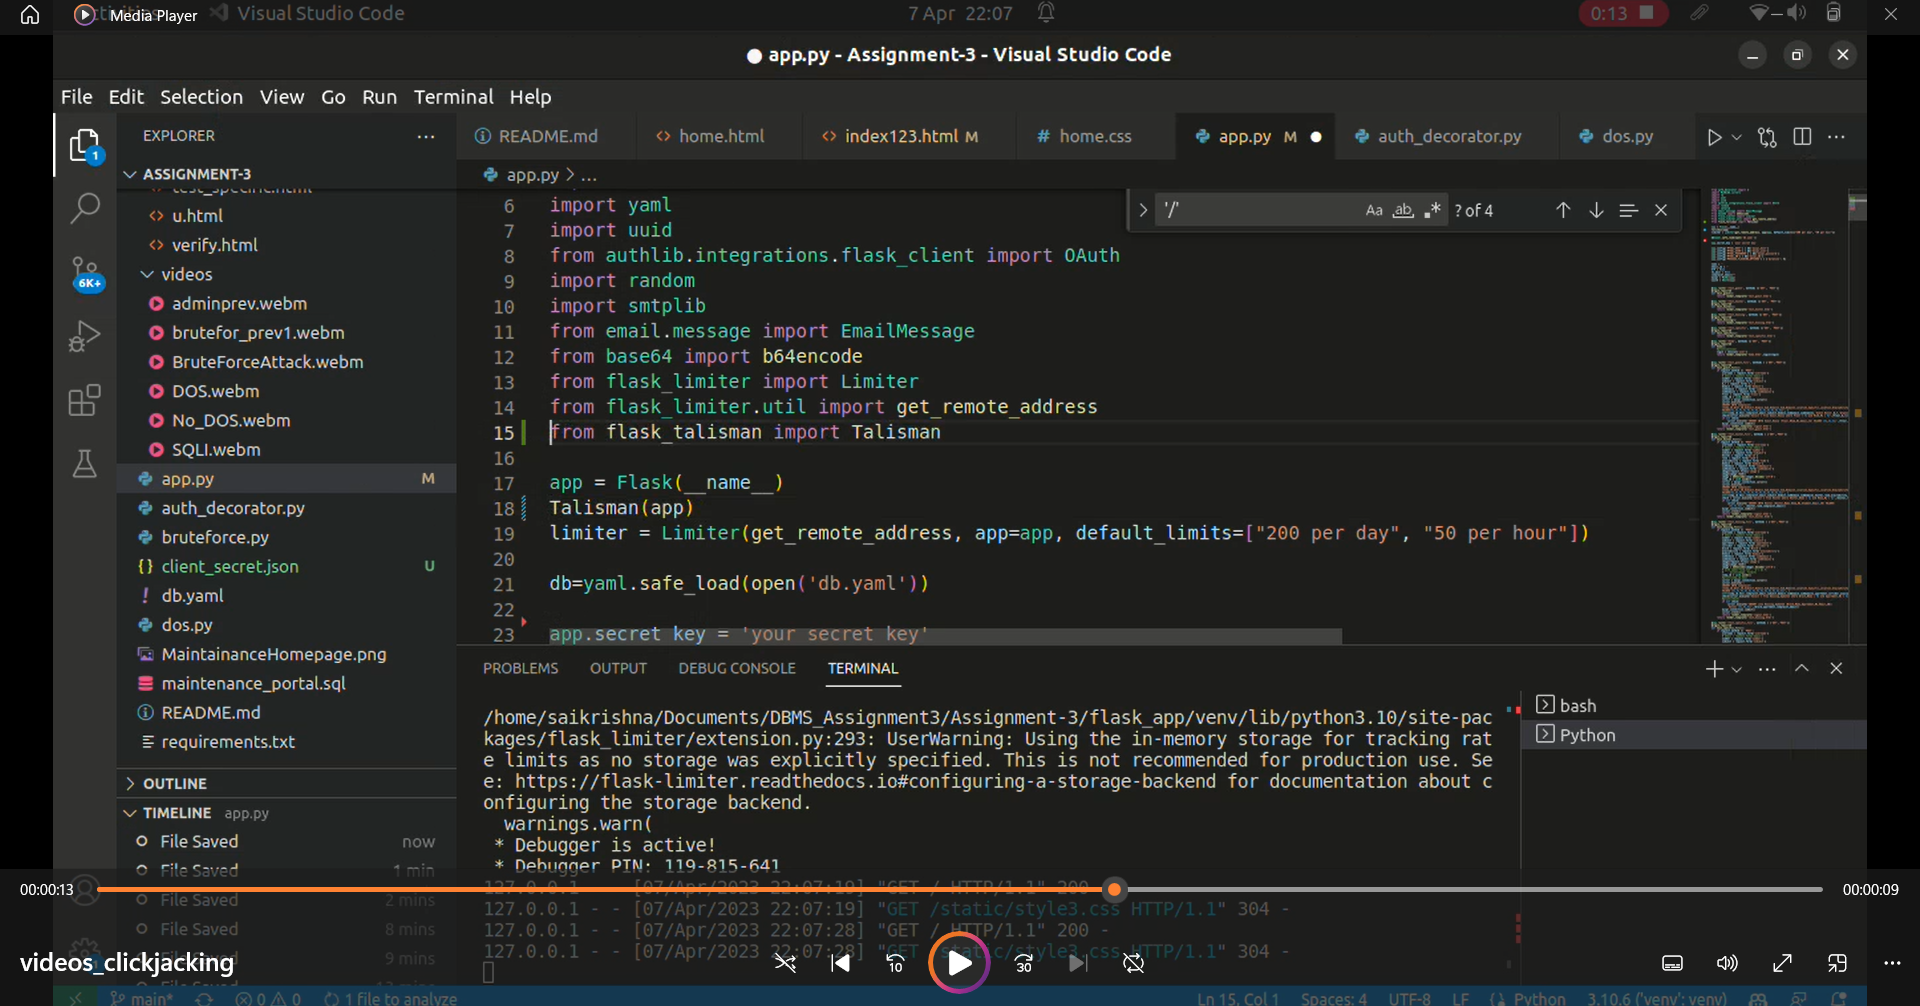 Media Player
Visual Studio Code
7 Apr 22:07
0:13
app.py - Assignment-3 - Visual Studio Code
File Edit Selection View Go Run Terminal Help
EXPLORER
README.md
home.html
index123.html M
# home.css
app.py M
auth_decorator.py
dos.py
1
ASSIGNMENT-3
app.py > ...
test_specific.html
u.html
verify.html
videos
6K+
adminprev.webm
brutefor_prev1.webm
BruteForceAttack.webm
DOS.webm
No_DOS.webm
SQLI.webm
app.py M
auth_decorator.py
bruteforce.py
{} client_secret.json U
! db.yaml
dos.py
MaintainanceHomepage.png
maintenance_portal.sql
README.md
requirements.txt
OUTLINE
TIMELINE app.py
File Saved now
File Saved 1 min
File Saved 2 mins
File Saved 8 mins
9 mins
'/'
Aa ab .* ? of 4
6 import yaml
7 import uuid
8 from authlib.integrations.flask_client import OAuth
9 import random
10 import smtplib
11 from email.message import EmailMessage
12 from base64 import b64encode
13 from flask_limiter import Limiter
14 from flask_limiter.util import get_remote_address
15 from flask_talisman import Talisman
16
17 app = Flask(__name__)
18 Talisman(app)
19 limiter = Limiter(get_remote_address, app=app, default_limits=["200 per day", "50 per hour"])
20
21 db=yaml.safe_load(open('db.yaml'))
22
23 app.secret key = 'your secret key'
PROBLEMS OUTPUT DEBUG CONSOLE TERMINAL
/home/saikrishna/Documents/DBMS_Assignment3/Assignment-3/flask_app/venv/lib/python3.10/site-pac
kages/flask_limiter/extension.py:293: UserWarning: Using the in-memory storage for tracking rat
e limits as no storage was explicitly specified. This is not recommended for production use. Se
e: https://flask-limiter.readthedocs.io#configuring-a-storage-backend for documentation about c
onfiguring the storage backend.
warnings.warn(
* Debugger is active!
* Debugger PIN: 119-815-641
127.0.0.1 - - [07/Apr/2023 22:07:19] "GET / HTTP/1.1" 200 -
127.0.0.1 - - [07/Apr/2023 22:07:19] "GET /static/style3.css HTTP/1.1" 304 -
127.0.0.1 - - [07/Apr/2023 22:07:28] "GET / HTTP/1.1" 200 -
127.0.0.1 - - [07/Apr/2023 22:07:28] "GET /static/style3.css HTTP/1.1" 304 -
bash
Python
00:00:13
00:00:09
videos_clickjacking
10
30
main* 0 0 1 file to analyze
Ln 15, Col 1 Spaces: 4 UTF-8 LF Python 3.10.6 ('venv': venv)